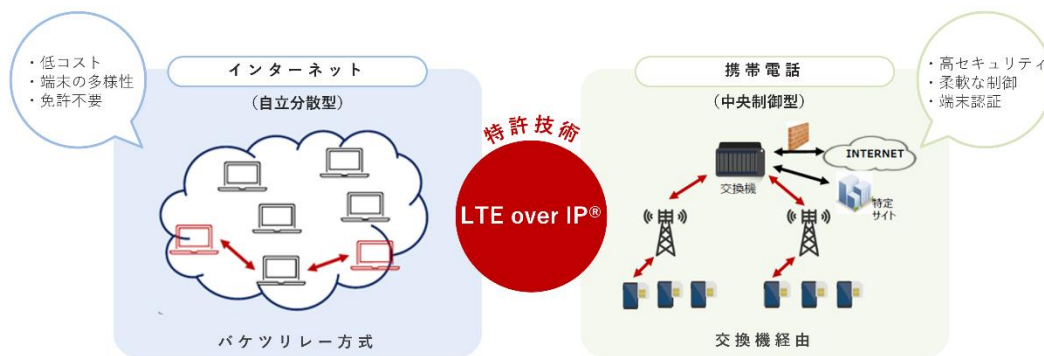 ・低コスト
・端末の多様性
・免許不要
インターネット
（自立分散型）
バケツリレー方式
特許技術
LTE over IP®
携帯電話
（中央制御型）
・高セキュリティ
・柔軟な制御
・端末認証
INTERNET
交換機
特定
サイト
交換機経由